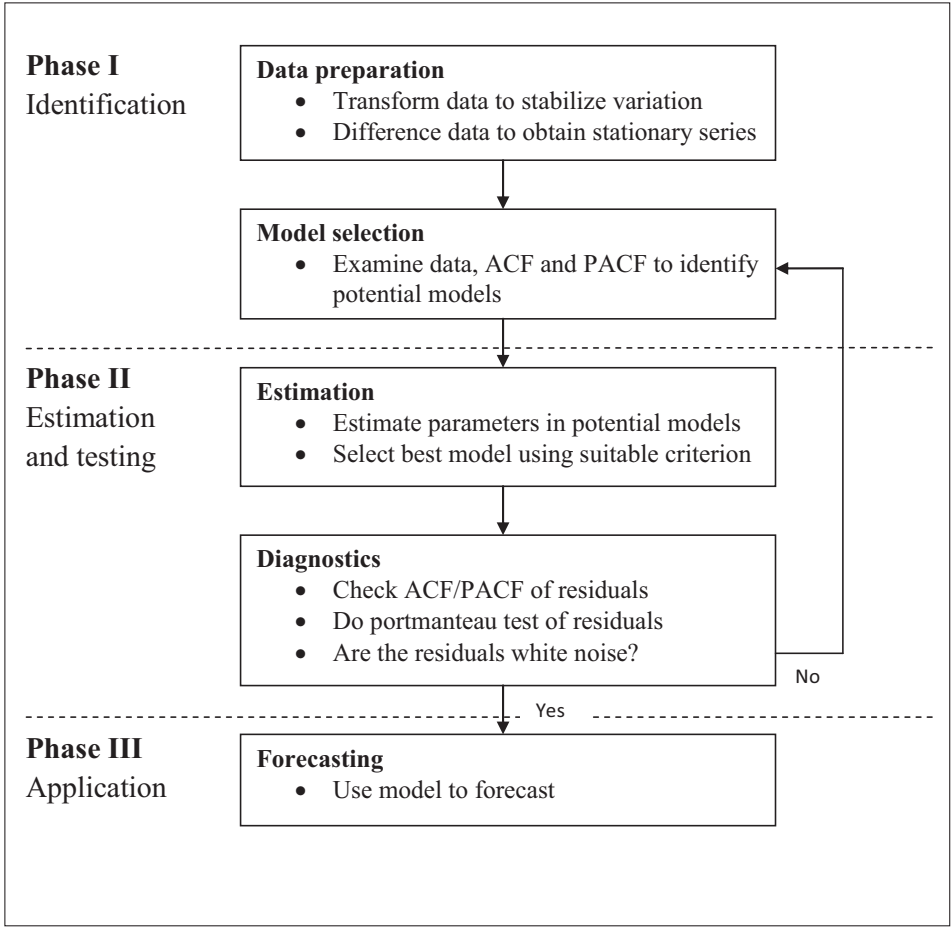 Phase I
Identification
Data preparation
• Transform data to stabilize variation
• Difference data to obtain stationary series
Model selection
• Examine data, ACF and PACF to identify
potential models
Phase II
Estimation
and testing
Estimation
• Estimate parameters in potential models
• Select best model using suitable criterion
Diagnostics
• Check ACF/PACF of residuals
• Do portmanteau test of residuals
• Are the residuals white noise?
No
Yes
Phase III
Application
Forecasting
• Use model to forecast